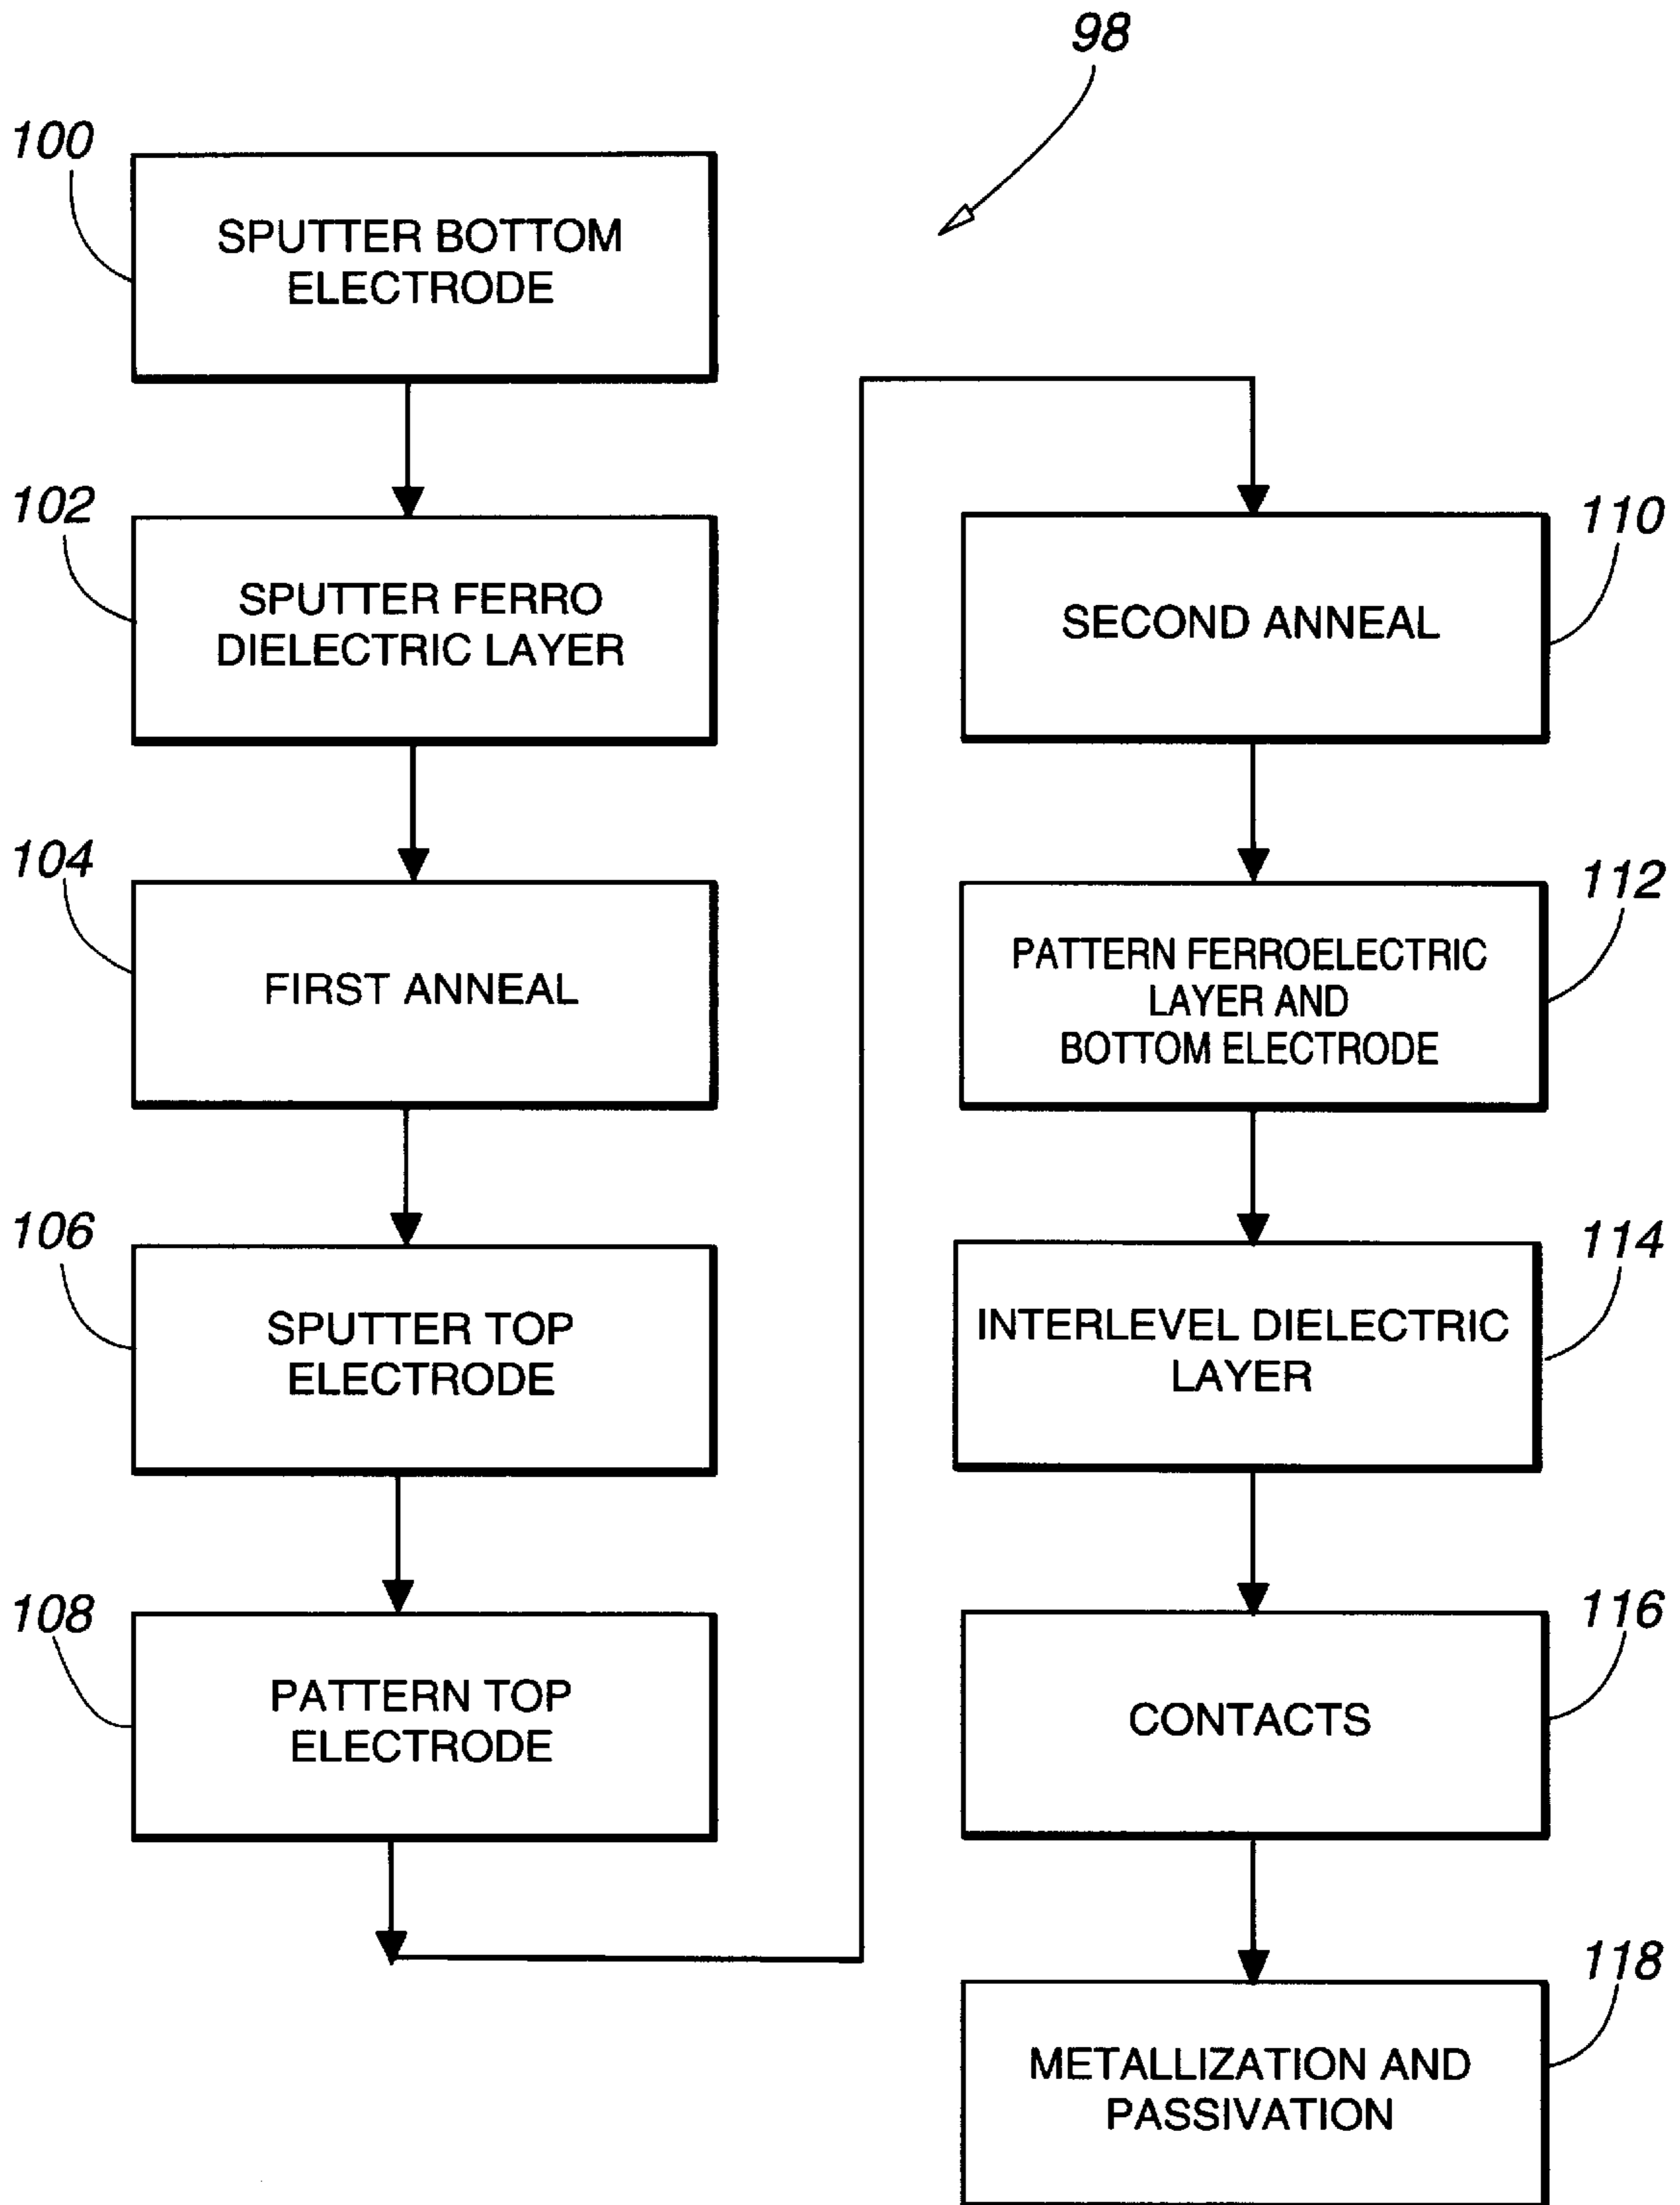 98
100
SPUTTER BOTTOM
ELECTRODE
102
SPUTTER FERRO
DIELECTRIC LAYER
104
FIRST ANNEAL
106
SPUTTER TOP
ELECTRODE
108
PATTERN TOP
ELECTRODE
110
SECOND ANNEAL
112
PATTERN FERROELECTRIC
LAYER AND
BOTTOM ELECTRODE
114
INTERLEVEL DIELECTRIC
LAYER
116
CONTACTS
118
METALLIZATION AND
PASSIVATION